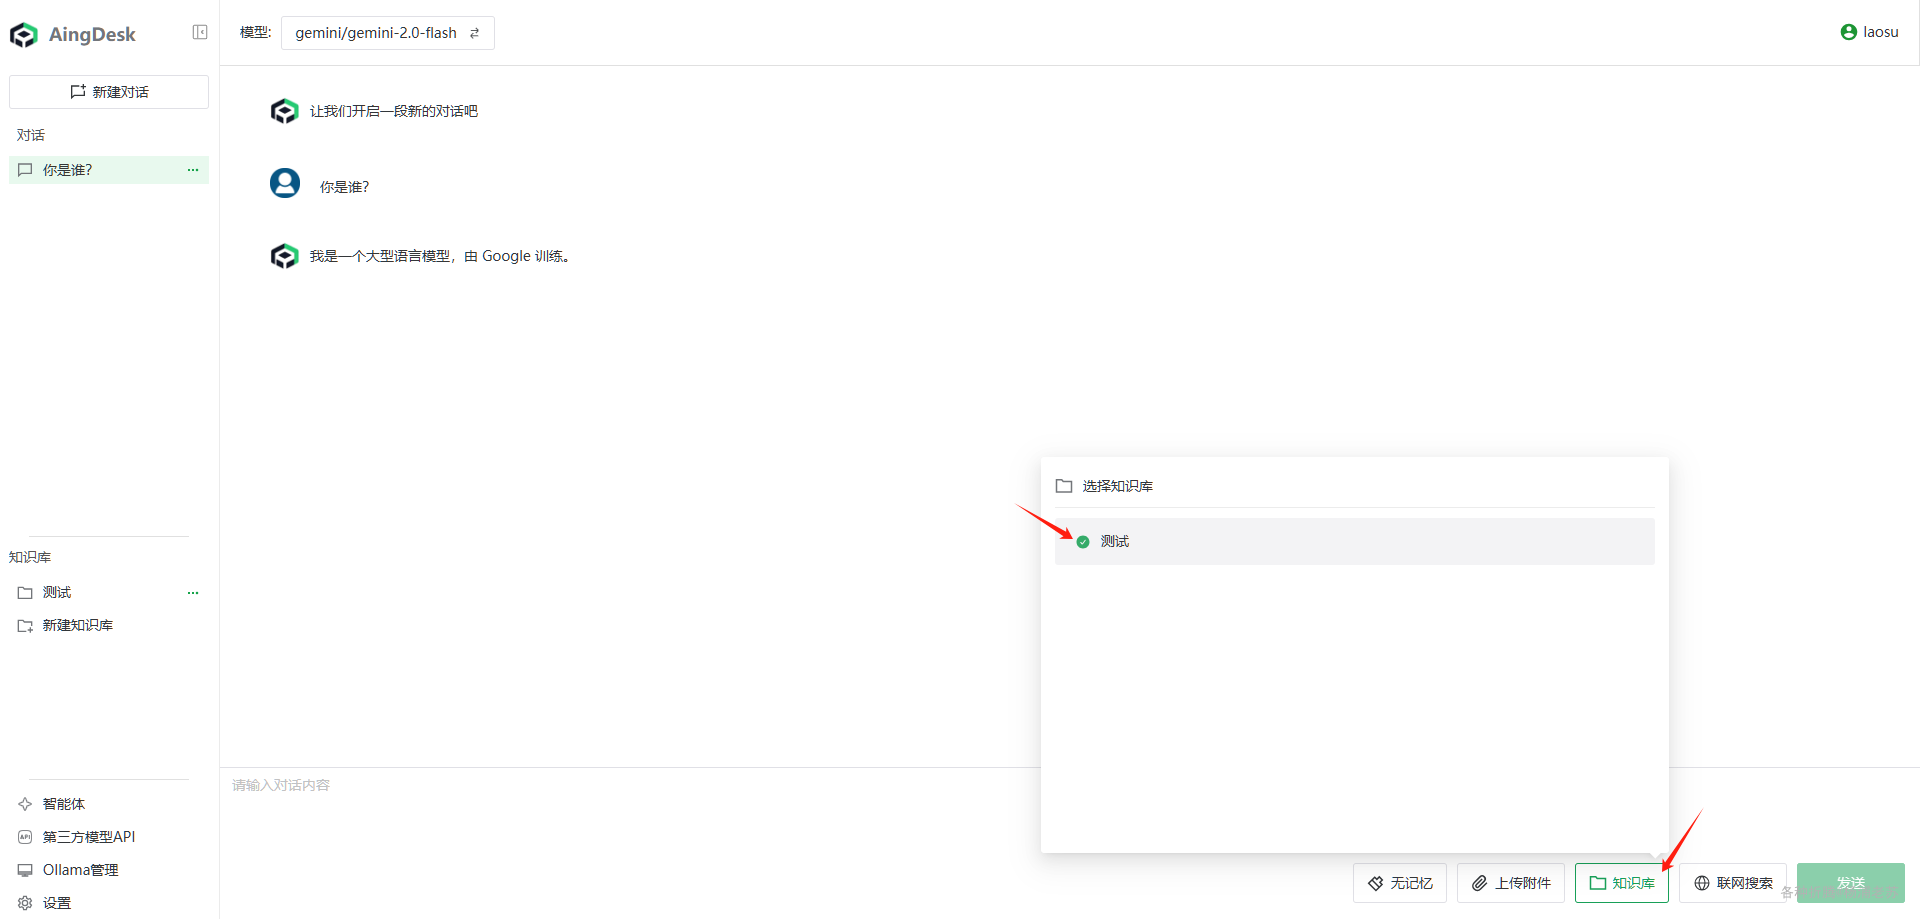 AingDesk
新建对话
对话
你是谁?
知识库
测试
新建知识库
智能体
第三方模型API
Ollama管理
设置
模型:
gemini/gemini-2.0-flash
laosu
让我们开启一段新的对话吧
你是谁?
我是一个大型语言模型，由 Google 训练。
选择知识库
测试
请输入对话内容
无记忆
上传附件
知识库
联网搜索
发送